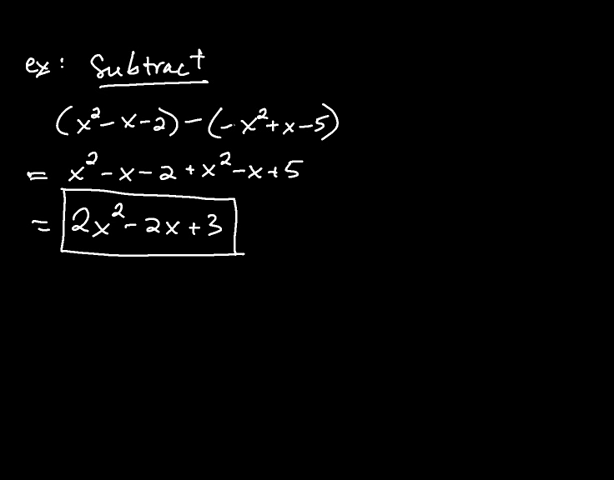 ex: Subtract
(x²-x-2)-(-x²+x-5)
= x²-x-2+x²-x+5
= 2x²-2x+3